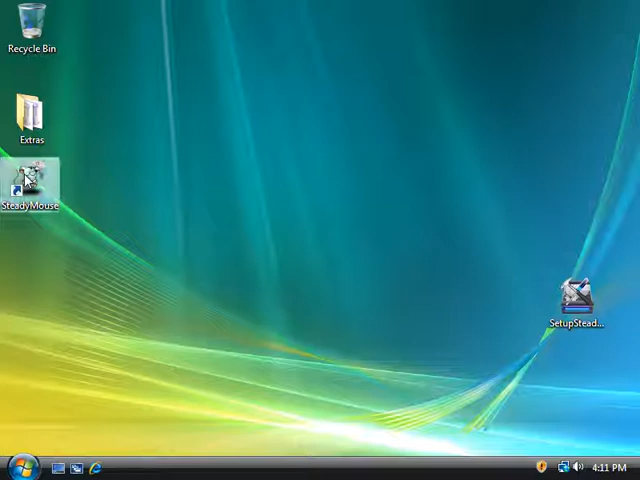 Recycle Bin
Extras
SteadyMouse
SetupStead...
4:11 PM